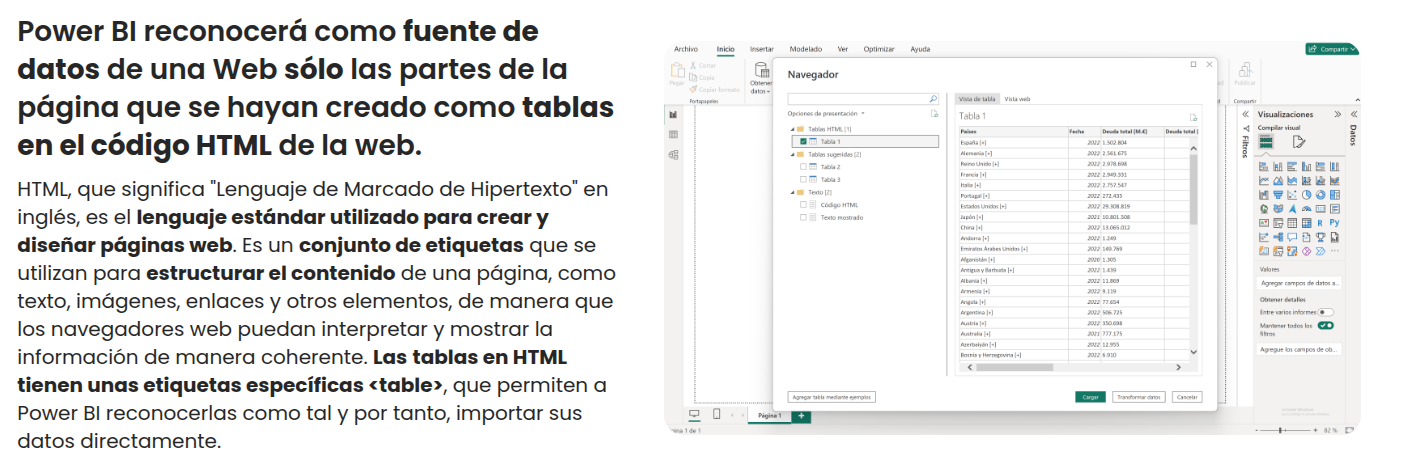 Power BI reconocerá como fuente de
datos de una Web sólo las partes de la
página que se hayan creado como tablas
en el código HTML de la web.
HTML, que significa "Lenguaje de Marcado de Hipertexto" en
inglés, es el lenguaje estándar utilizado para crear y
diseñar páginas web. Es un conjunto de etiquetas que se
utilizan para estructurar el contenido de una página, como
texto, imágenes, enlaces y otros elementos, de manera que
los navegadores web puedan interpretar y mostrar la
información de manera coherente. Las tablas en HTML
tienen unas etiquetas específicas <table>, que permiten a
Power BI reconocerlas como tal y por tanto, importar sus
datos directamente.
Archivo Inicio Insertar Modelado Ver Optimizar Ayuda
Compartir
Pegar
Cortar
Copiar
Copiar formato
Portapapeles
Obtener
datos
Publicar
Compartir
Navegador
Opciones de presentación
Tablas HTML [1]
Tabla 1
Tablas sugeridas [2]
Tabla 2
Tabla 3
Texto [2]
Código HTML
Texto mostrado
Vista de tabla Vista web
Tabla 1
Países Fecha Deuda total (M.€) Deuda total (
España [+] 2022 1.502.804
Alemania [+] 2022 2.561.675
Reino Unido [+] 2022 2.978.698
Francia [+] 2022 2.949.331
Italia [+] 2022 2.757.547
Portugal [+] 2022 272.435
Estados Unidos [+] 2022 29.308.819
Japón [+] 2021 10.801.508
China [+] 2022 13.065.012
Andorra [+] 2022 1.249
Emiratos Árabes Unidos [+] 2022 149.769
Afganistán [+] 2020 1.305
Antigua y Barbuda [+] 2022 1.439
Albania [+] 2022 11.869
Armenia [+] 2022 9.119
Angola [+] 2022 77.654
Argentina [+] 2022 506.725
Austria [+] 2022 350.698
Australia [+] 2021 777.175
Azerbaiyán [+] 2022 12.955
Bosnia y Herzegovina [+] 2022 6.910
Agregar tabla mediante ejemplos
Cargar Transformar datos Cancelar
Filtros
Visualizaciones
Compilar visual
Datos
R Py
Valores
Agregar campos de datos a...
Obtener detalles
Entre varios informes
Mantener todos los
filtros
Agregue los campos de ob...
Página 1
1 de 1
82 %